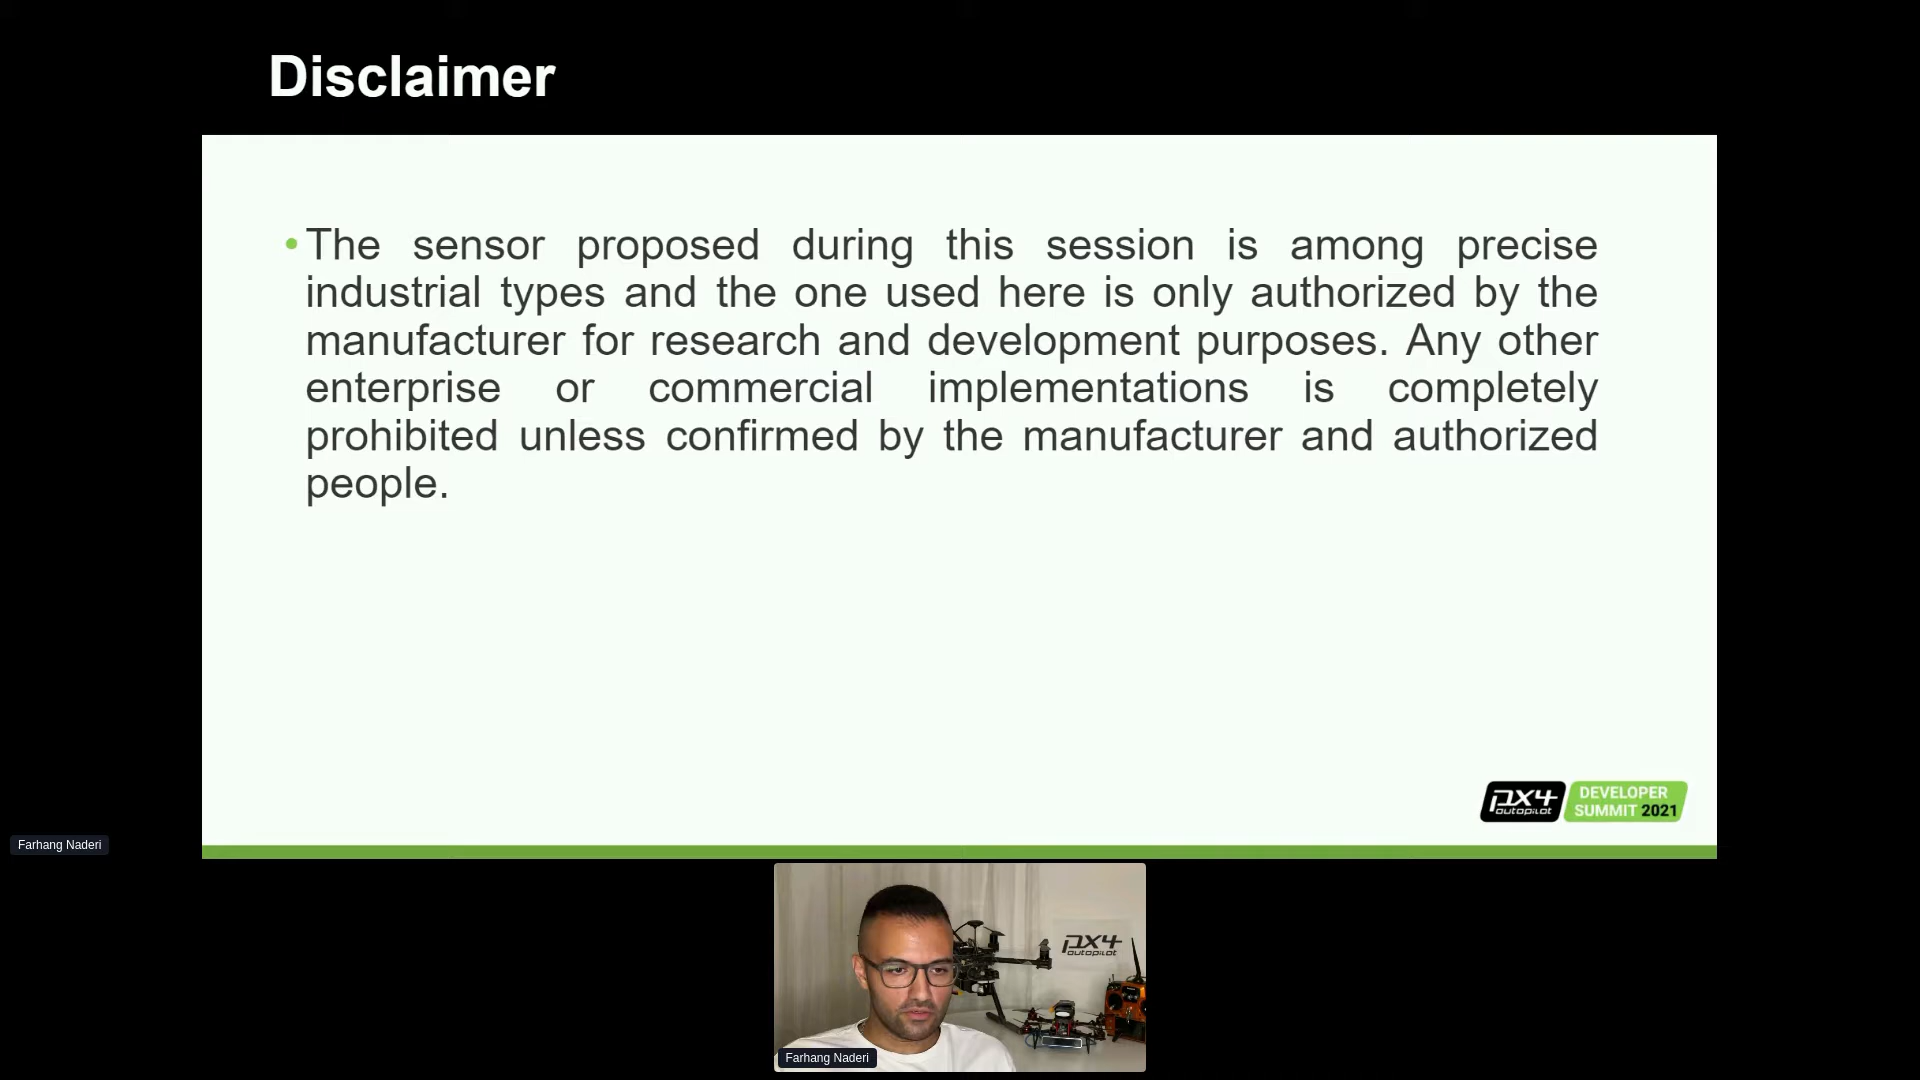 Disclaimer
• The sensor proposed during this session is among precise
industrial types and the one used here is only authorized by the
manufacturer for research and development purposes. Any other
enterprise or commercial implementations is completely
prohibited unless confirmed by the manufacturer and authorized
people.
PX4
autopilot
DEVELOPER
SUMMIT 2021
Farhang Naderi
PX4
autopilot
Farhang Naderi